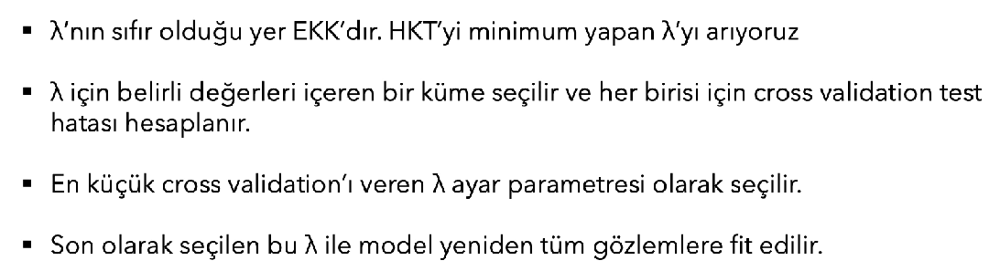 ▪ λ'nın sıfır olduğu yer EKK'dır. HKT'yi minimum yapan λ'yı arıyoruz
▪ λ için belirli değerleri içeren bir küme seçilir ve her birisi için cross validation test
hatası hesaplanır.
▪ En küçük cross validation'ı veren λ ayar parametresi olarak seçilir.
▪ Son olarak seçilen bu λ ile model yeniden tüm gözlemlere fit edilir.